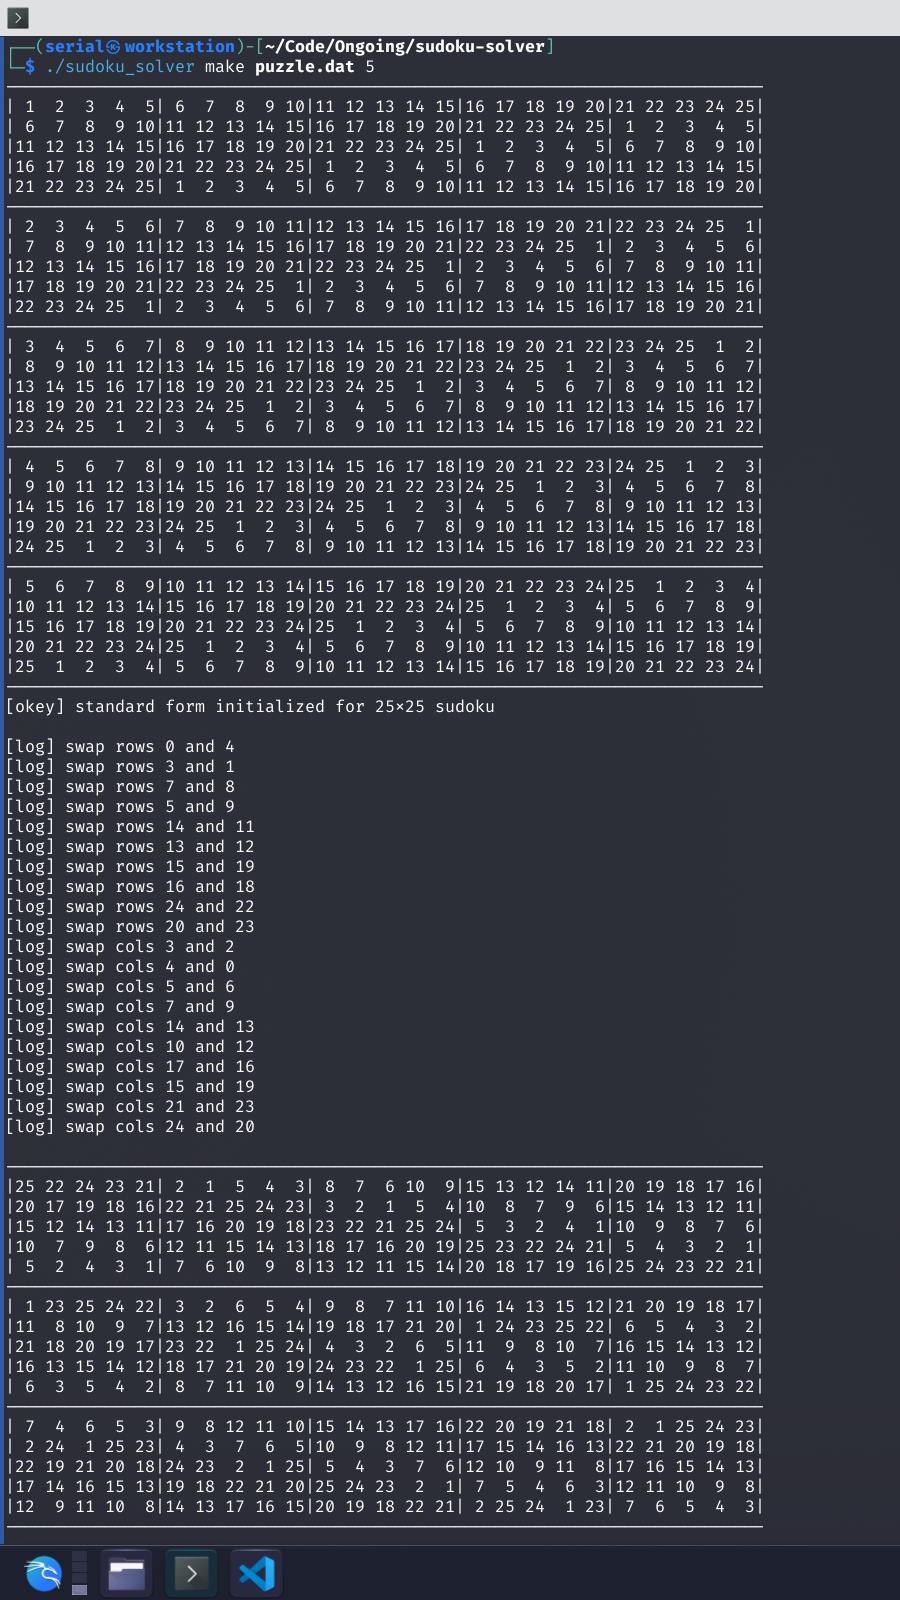 ┌──(serial㉿workstation)-[~/Code/Ongoing/sudoku-solver]
└─$ ./sudoku_solver make puzzle.dat 5
| 1 2 3 4 5| 6 7 8 9 10|11 12 13 14 15|16 17 18 19 20|21 22 23 24 25|
| 6 7 8 9 10|11 12 13 14 15|16 17 18 19 20|21 22 23 24 25| 1 2 3 4 5|
|11 12 13 14 15|16 17 18 19 20|21 22 23 24 25| 1 2 3 4 5| 6 7 8 9 10|
|16 17 18 19 20|21 22 23 24 25| 1 2 3 4 5| 6 7 8 9 10|11 12 13 14 15|
|21 22 23 24 25| 1 2 3 4 5| 6 7 8 9 10|11 12 13 14 15|16 17 18 19 20|
| 2 3 4 5 6| 7 8 9 10 11|12 13 14 15 16|17 18 19 20 21|22 23 24 25 1|
| 7 8 9 10 11|12 13 14 15 16|17 18 19 20 21|22 23 24 25 1| 2 3 4 5 6|
|12 13 14 15 16|17 18 19 20 21|22 23 24 25 1| 2 3 4 5 6| 7 8 9 10 11|
|17 18 19 20 21|22 23 24 25 1| 2 3 4 5 6| 7 8 9 10 11|12 13 14 15 16|
|22 23 24 25 1| 2 3 4 5 6| 7 8 9 10 11|12 13 14 15 16|17 18 19 20 21|
| 3 4 5 6 7| 8 9 10 11 12|13 14 15 16 17|18 19 20 21 22|23 24 25 1 2|
| 8 9 10 11 12|13 14 15 16 17|18 19 20 21 22|23 24 25 1 2| 3 4 5 6 7|
|13 14 15 16 17|18 19 20 21 22|23 24 25 1 2| 3 4 5 6 7| 8 9 10 11 12|
|18 19 20 21 22|23 24 25 1 2| 3 4 5 6 7| 8 9 10 11 12|13 14 15 16 17|
|23 24 25 1 2| 3 4 5 6 7| 8 9 10 11 12|13 14 15 16 17|18 19 20 21 22|
| 4 5 6 7 8| 9 10 11 12 13|14 15 16 17 18|19 20 21 22 23|24 25 1 2 3|
| 9 10 11 12 13|14 15 16 17 18|19 20 21 22 23|24 25 1 2 3| 4 5 6 7 8|
|14 15 16 17 18|19 20 21 22 23|24 25 1 2 3| 4 5 6 7 8| 9 10 11 12 13|
|19 20 21 22 23|24 25 1 2 3| 4 5 6 7 8| 9 10 11 12 13|14 15 16 17 18|
|24 25 1 2 3| 4 5 6 7 8| 9 10 11 12 13|14 15 16 17 18|19 20 21 22 23|
| 5 6 7 8 9|10 11 12 13 14|15 16 17 18 19|20 21 22 23 24|25 1 2 3 4|
|10 11 12 13 14|15 16 17 18 19|20 21 22 23 24|25 1 2 3 4| 5 6 7 8 9|
|15 16 17 18 19|20 21 22 23 24|25 1 2 3 4| 5 6 7 8 9|10 11 12 13 14|
|20 21 22 23 24|25 1 2 3 4| 5 6 7 8 9|10 11 12 13 14|15 16 17 18 19|
|25 1 2 3 4| 5 6 7 8 9|10 11 12 13 14|15 16 17 18 19|20 21 22 23 24|
[okey] standard form initialized for 25×25 sudoku
[log] swap rows 0 and 4
[log] swap rows 3 and 1
[log] swap rows 7 and 8
[log] swap rows 5 and 9
[log] swap rows 14 and 11
[log] swap rows 13 and 12
[log] swap rows 15 and 19
[log] swap rows 16 and 18
[log] swap rows 24 and 22
[log] swap rows 20 and 23
[log] swap cols 3 and 2
[log] swap cols 4 and 0
[log] swap cols 5 and 6
[log] swap cols 7 and 9
[log] swap cols 14 and 13
[log] swap cols 10 and 12
[log] swap cols 17 and 16
[log] swap cols 15 and 19
[log] swap cols 21 and 23
[log] swap cols 24 and 20
|25 22 24 23 21| 2 1 5 4 3| 8 7 6 10 9|15 13 12 14 11|20 19 18 17 16|
|20 17 19 18 16|22 21 25 24 23| 3 2 1 5 4|10 8 7 9 6|15 14 13 12 11|
|15 12 14 13 11|17 16 20 19 18|23 22 21 25 24| 5 3 2 4 1|10 9 8 7 6|
|10 7 9 8 6|12 11 15 14 13|18 17 16 20 19|25 23 22 24 21| 5 4 3 2 1|
| 5 2 4 3 1| 7 6 10 9 8|13 12 11 15 14|20 18 17 19 16|25 24 23 22 21|
| 1 23 25 24 22| 3 2 6 5 4| 9 8 7 11 10|16 14 13 15 12|21 20 19 18 17|
|11 8 10 9 7|13 12 16 15 14|19 18 17 21 20| 1 24 23 25 22| 6 5 4 3 2|
|21 18 20 19 17|23 22 1 25 24| 4 3 2 6 5|11 9 8 10 7|16 15 14 13 12|
|16 13 15 14 12|18 17 21 20 19|24 23 22 1 25| 6 4 3 5 2|11 10 9 8 7|
| 6 3 5 4 2| 8 7 11 10 9|14 13 12 16 15|21 19 18 20 17| 1 25 24 23 22|
| 7 4 6 5 3| 9 8 12 11 10|15 14 13 17 16|22 20 19 21 18| 2 1 25 24 23|
| 2 24 1 25 23| 4 3 7 6 5|10 9 8 12 11|17 15 14 16 13|22 21 20 19 18|
|22 19 21 20 18|24 23 2 1 25| 5 4 3 7 6|12 10 9 11 8|17 16 15 14 13|
|17 14 16 15 13|19 18 22 21 20|25 24 23 2 1| 7 5 4 6 3|12 11 10 9 8|
|12 9 11 10 8|14 13 17 16 15|20 19 18 22 21| 2 25 24 1 23| 7 6 5 4 3|